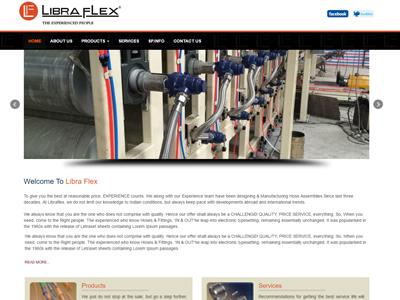 LIBRA FLEX
THE EXPERIENCED PEOPLE
facebook
twitter
HOME ABOUT US PRODUCTS SERVICES EP.INFO CAREER CONTACT US
Welcome To Libra Flex
To give you the best at reasonable price. EXPERIENCE counts. We along with our Experience team have been designing & Manufacturing Hose Assemblies Since last three
decades. At Libraflex, we do not limit our knowledge to Indian conditions, but always keep pace with developments abroad and international trends.
We always know that you are the one who does not comprise with quality. Hence our offer shall always be a CHALLENGE! QUALITY, PRICE SERVICE, everything. So, When you
need, come to the Right people. The experienced who know Hoses & Fittings, 'IN & OUT'he leap into electronic typesetting, remaining essentially unchanged. It was popularised in
the 1960s with the release of Letraset sheets containing Lorem Ipsum passages.
We always know that you are the one who does not comprise with quality. Hence our offer shall always be a CHALLENGE! QUALITY, PRICE SERVICE, everything. So, When you
need, come to the Right people. The experienced who know Hoses & Fittings, 'IN & OUT'he leap into electronic typesetting, remaining essentially unchanged. It was popularised in
the 1960s with the release of Letraset sheets containing Lorem Ipsum passages.
READ MORE...
Products
We just do not stop at the sale, but go a step further.
Services
Recommendations for getting the best service life will